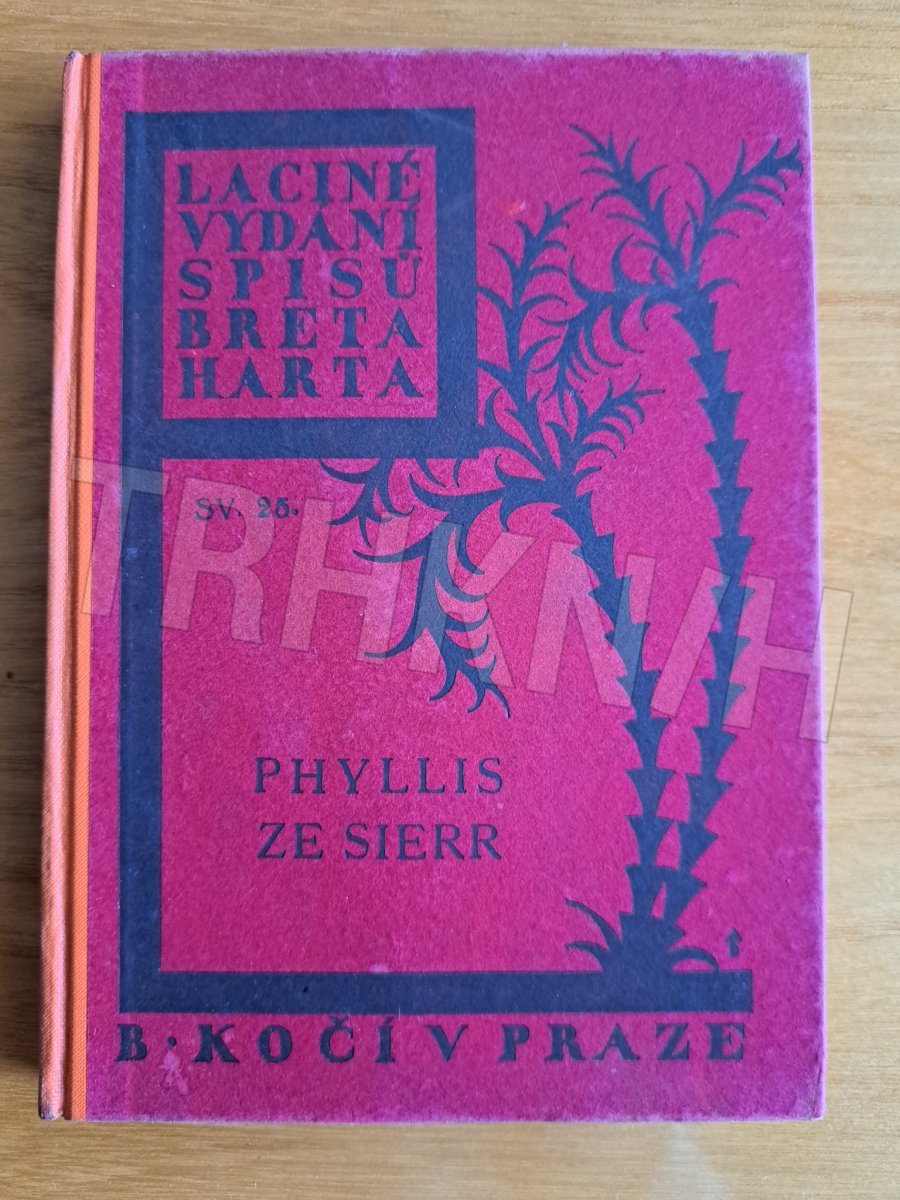 LACINÉ
VYDÁNÍ
SPISŮ
BRETA
HARTA
SV. 25.
PHYLLIS
ZE SIERR
B. KOČÍ V PRAZE
TRHKNIH